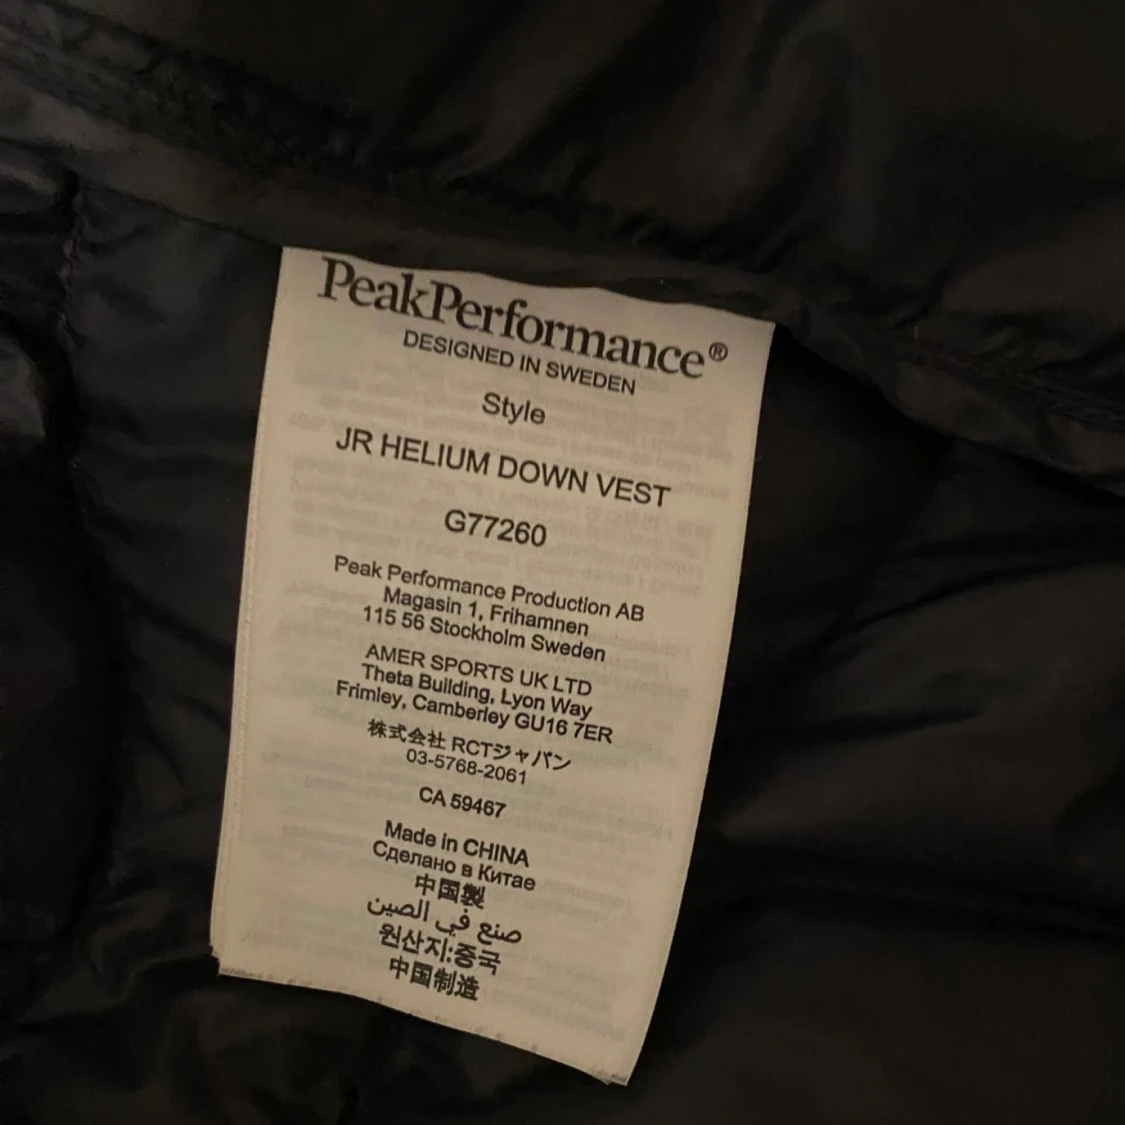 PeakPerformance®
DESIGNED IN SWEDEN
Style
JR HELIUM DOWN VEST
G77260
Peak Performance Production AB
Magasin 1, Frihamnen
115 56 Stockholm Sweden
AMER SPORTS UK LTD
Theta Building, Lyon Way
Frimley, Camberley GU16 7ER
株式会社 RCTジャパン
03-5768-2061
CA 59467
Made in CHINA
Сделано в Китае
中国製
صنع في الصين
원산지:중국
中国制造